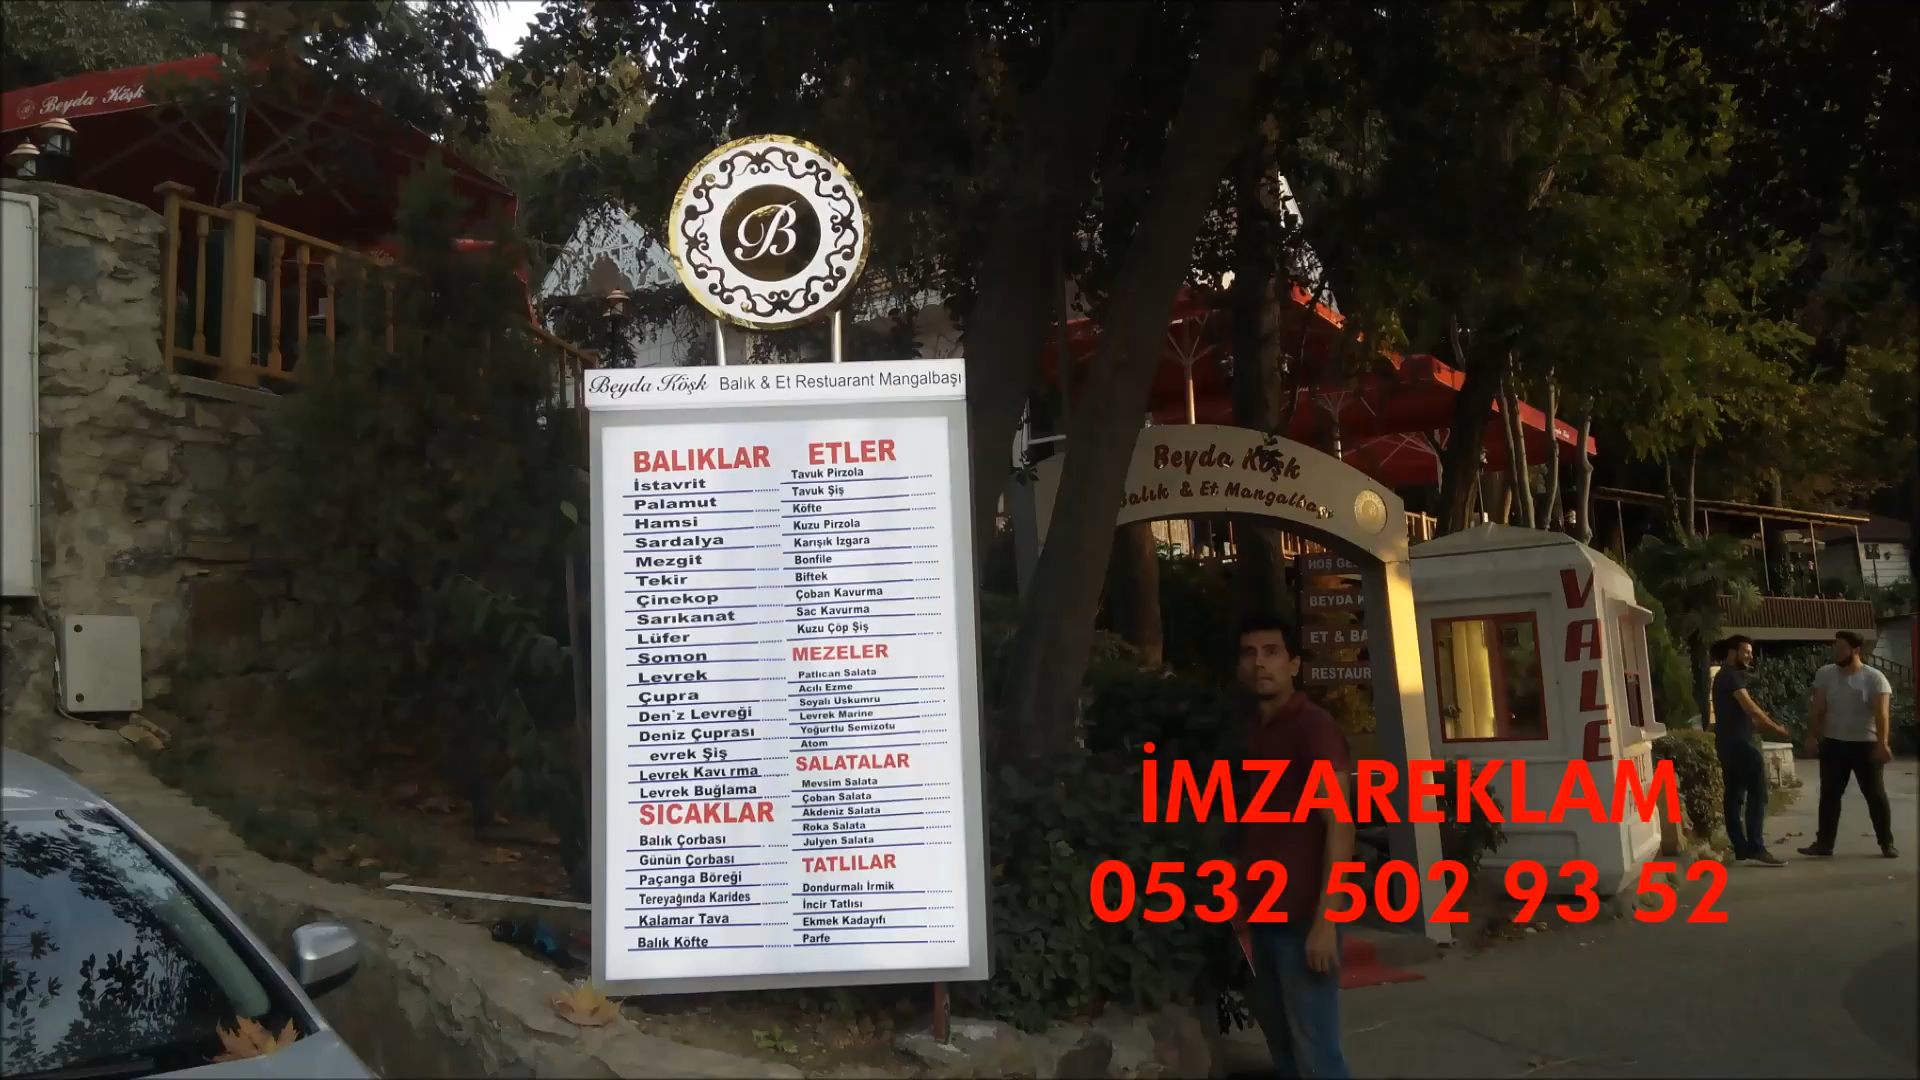 Beyda Köşk
B
Beyda Köşk Balık & Et Restuarant Mangalbaşı
BALIKLAR
İstavrit
Palamut
Hamsi
Sardalya
Mezgit
Tekir
Çinekop
Sarıkanat
Lüfer
Somon
Levrek
Çupra
Den z Levreği
Deniz Çuprası
evrek Şiş
Levrek Kavı rma
Levrek Buğlama
SICAKLAR
Balık Çorbası
Günün Çorbası
Paçanga Böreği
Tereyağında Karides
Kalamar Tava
Balık Köfte
ETLER
Tavuk Pirzola
Tavuk Şiş
Köfte
Kuzu Pirzola
Karışık Izgara
Bonfile
Biftek
Çoban Kavurma
Sac Kavurma
Kuzu Çöp Şiş
MEZELER
Patlıcan Salata
Acılı Ezme
Soyalı Uskumru
Levrek Marine
Yoğurtlu Semizotu
Atom
SALATALAR
Mevsim Salata
Çoban Salata
Akdeniz Salata
Roka Salata
Julyen Salata
TATLILAR
Dondurmalı İrmik
İncir Tatlısı
Ekmek Kadayıfı
Parfe
Beyda Köşk
Balık & Et Mangalbaşı
HOŞ GE
BEYDA K
ET & BA
RESTAUR
VALE
İMZAREKLAM
0532 502 93 52